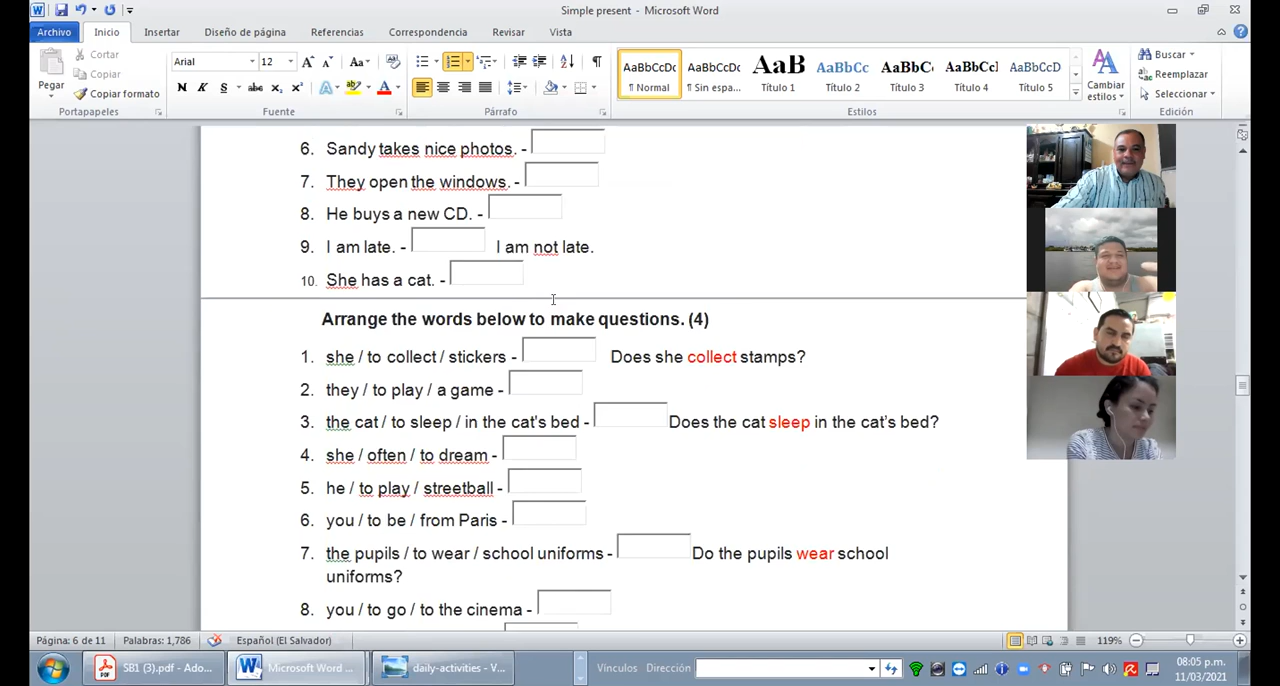 Simple present - Microsoft Word
Archivo Inicio Insertar Diseño de página Referencias Correspondencia Revisar Vista
Pegar
Cortar
Copiar
Copiar formato
Portapapeles
Arial 12
Fuente
Párrafo
AaBbCcDc AaBbCcDc AaB AaBbCc AaBbCc AaBbCcI AaBbCcD
¶ Normal ¶ Sin espa... Título 1 Título 2 Título 3 Título 4 Título 5
Cambiar estilos
Estilos
Buscar
Reemplazar
Seleccionar
Edición
6. Sandy takes nice photos. -
7. They open the windows. -
8. He buys a new CD. -
9. I am late. - I am not late.
10. She has a cat. -
Arrange the words below to make questions. (4)
1. she / to collect / stickers - Does she collect stamps?
2. they / to play / a game -
3. the cat / to sleep / in the cat's bed - Does the cat sleep in the cat's bed?
4. she / often / to dream -
5. he / to play / streetball -
6. you / to be / from Paris -
7. the pupils / to wear / school uniforms - Do the pupils wear school
uniforms?
8. you / to go / to the cinema -
Página: 6 de 11 Palabras: 1,786 Español (El Salvador) 119%
SB1 (3).pdf - Ado... Microsoft Word ... daily-activities - V... Vínculos Dirección 08:05 p.m.
11/03/2021